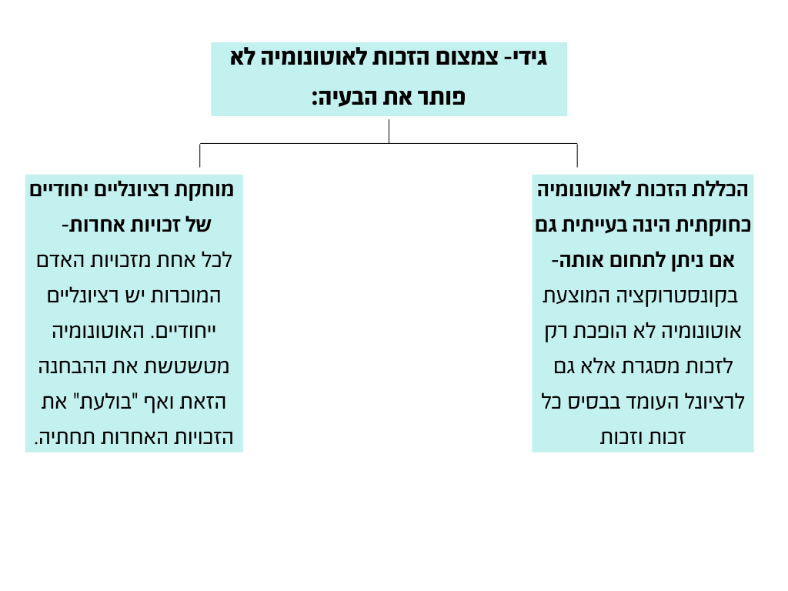 גידי- צמצום הזכות לאוטונומיה לא
פותר את הבעיה:
הכללת הזכות לאוטונומיה
כחוקתית הינה בעייתית גם
אם ניתן לתחום אותה-
בקונסטרוקציה המוצעת
אוטונומיה לא הופכת רק
לזכות מסגרת אלא גם
לרציונל העומד בבסיס כל
זכות וזכות
מוחקת רציונליים יחודיים
של זכויות אחרות-
לכל אחת מזכויות האדם
המוכרות יש רציונליים
ייחודיים. האוטונומיה
מטשטשת את ההבחנה
הזאת ואף "בולעת" את
הזכויות האחרות תחתיה.